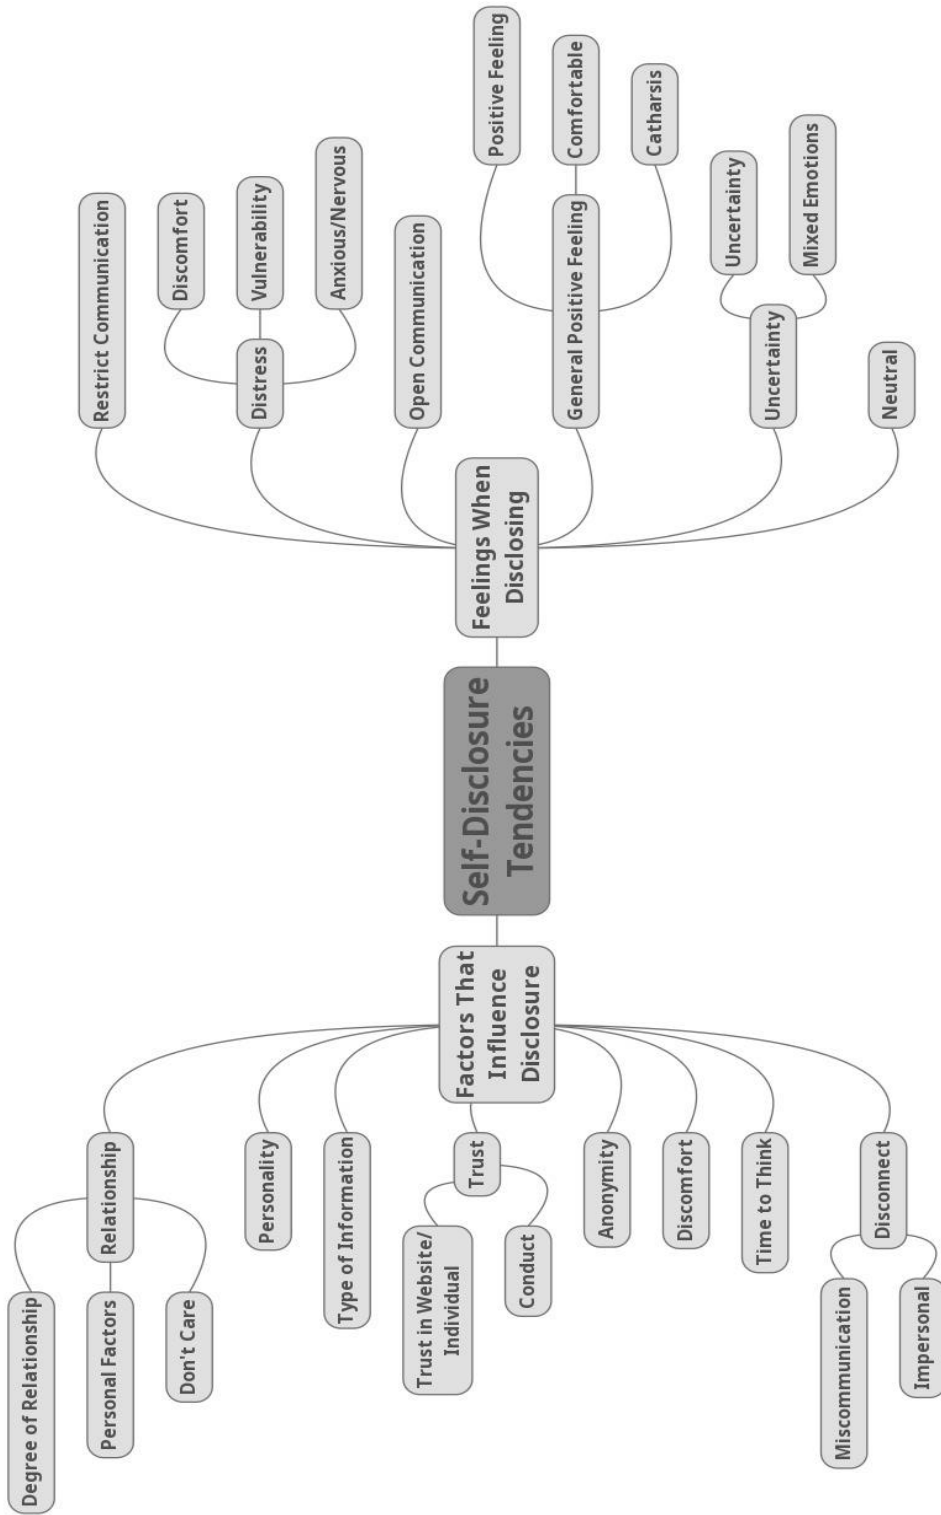 Degree of Relationship
Personal Factors
Don't Care
Relationship
Personality
Type of Information
Trust in Website/
Individual
Conduct
Trust
Anonymity
Discomfort
Time to Think
Miscommunication
Impersonal
Disconnect
Factors That
Influence
Disclosure
Self-Disclosure
Tendencies
Feelings When
Disclosing
Restrict Communication
Distress
Discomfort
Vulnerability
Anxious/Nervous
Open Communication
General Positive Feeling
Positive Feeling
Comfortable
Catharsis
Uncertainty
Uncertainty
Mixed Emotions
Neutral